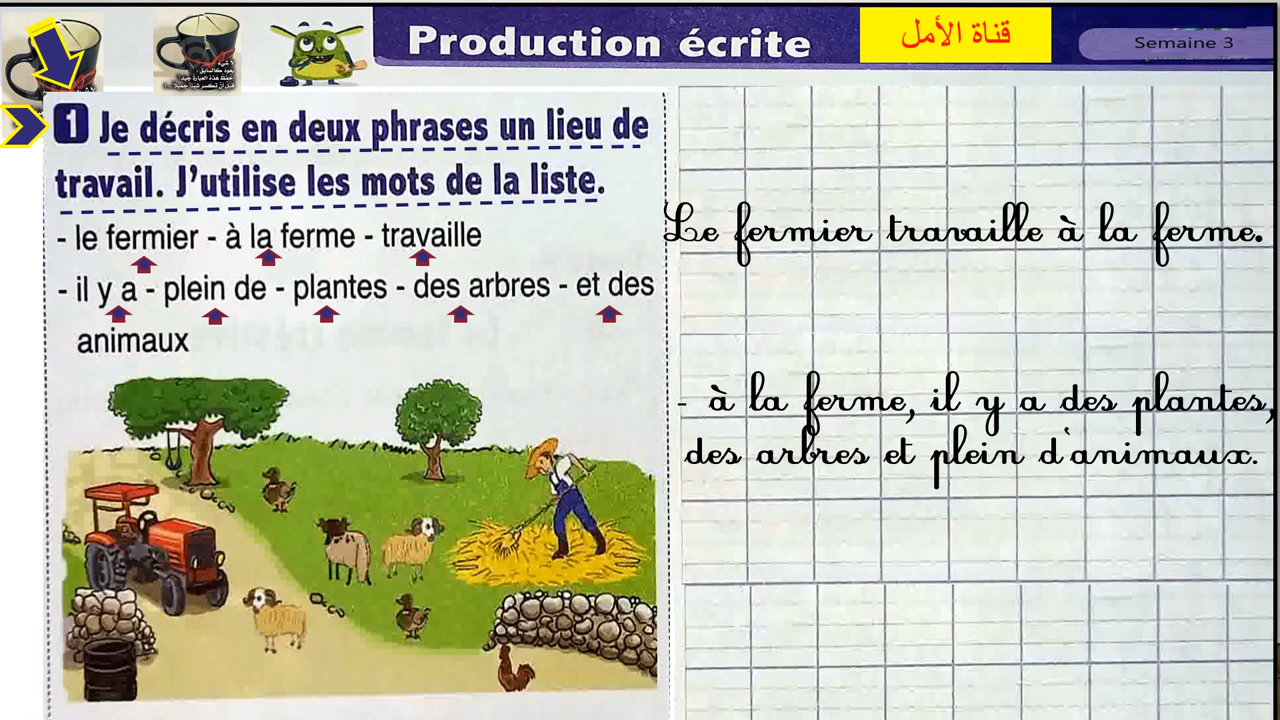 Production écrite
قناة الأمل
Semaine 3
1 Je décris en deux phrases un lieu de
travail. J'utilise les mots de la liste.
- le fermier - à la ferme - travaille
- il y a - plein de - plantes - des arbres - et des
animaux
Le fermier travaille à la ferme.
- à la ferme, il y a des plantes,
des arbres et plein d'animaux.